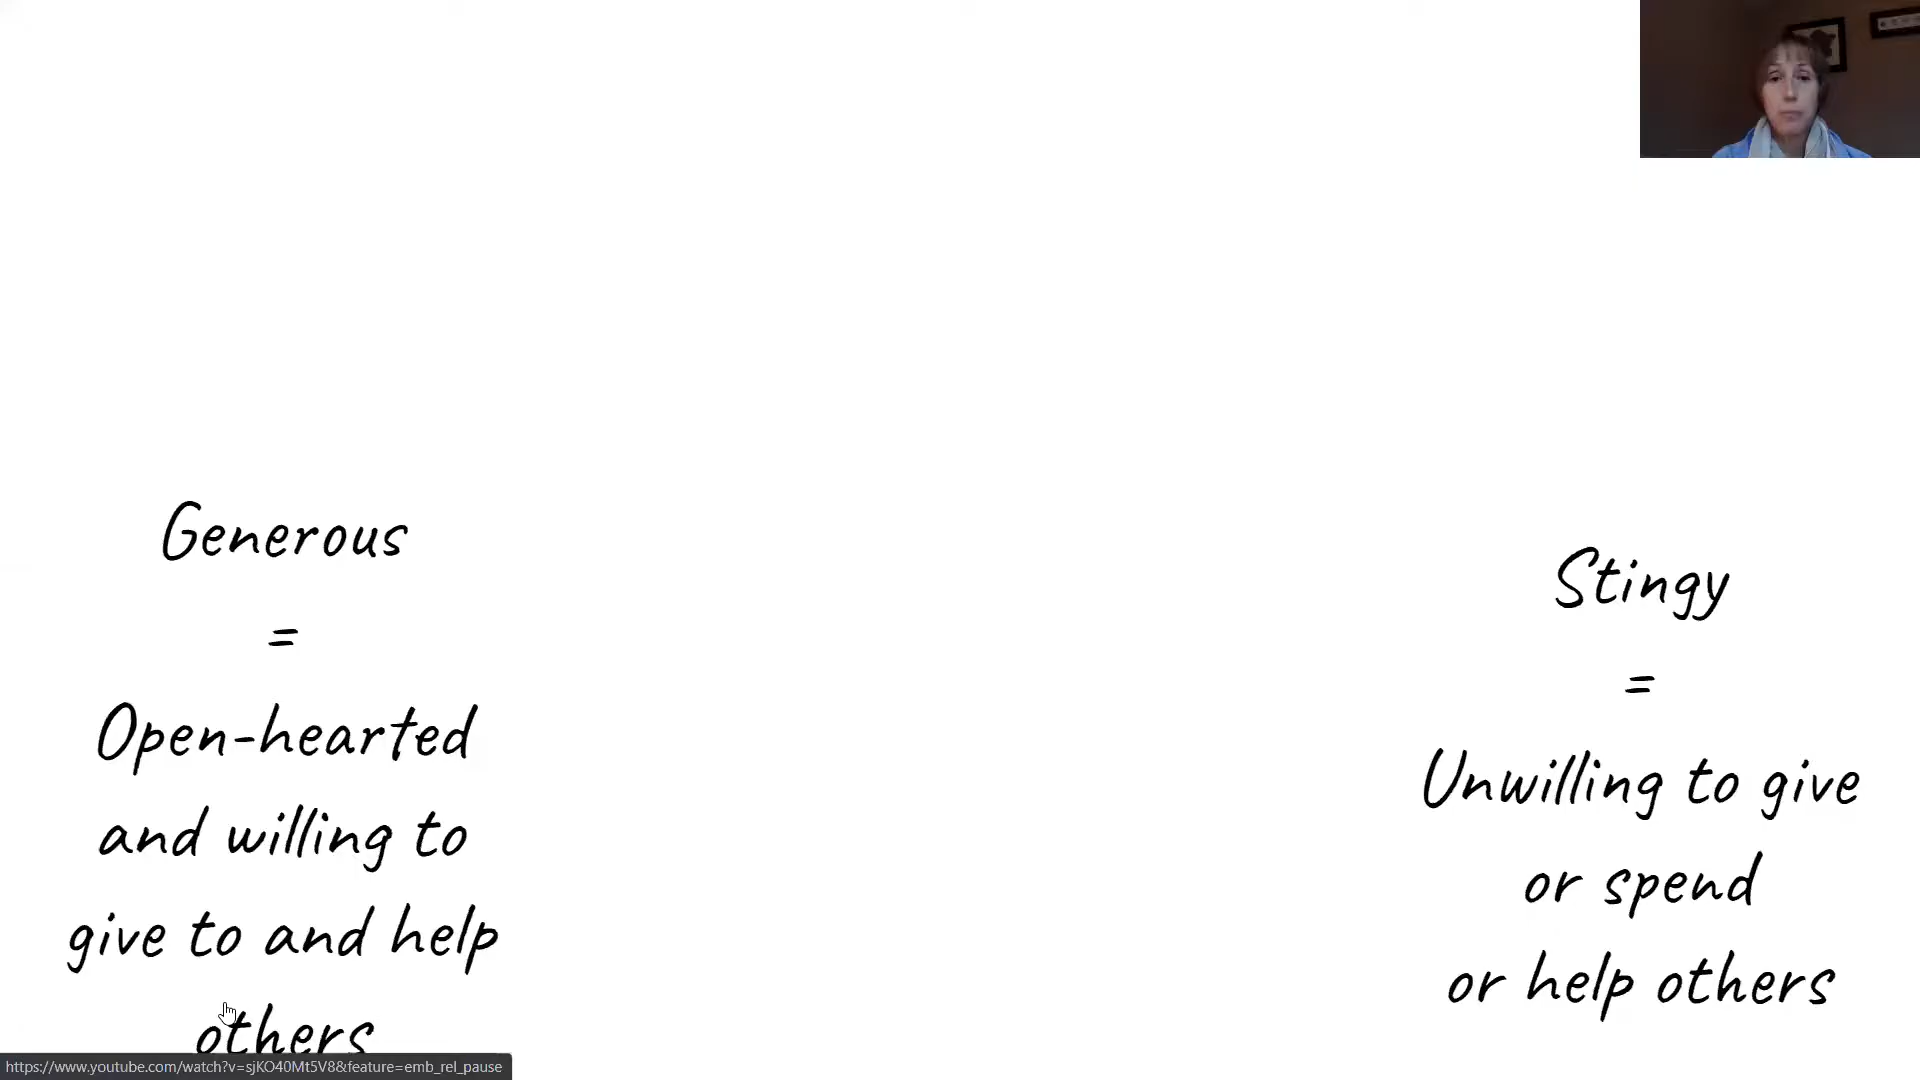 Generous
=
Open-hearted
and willing to
give to and help
others
Stingy
=
Unwilling to give
or spend
or help others
https://www.youtube.com/watch?v=sjKO40Mt5V8&feature=emb_rel_pause